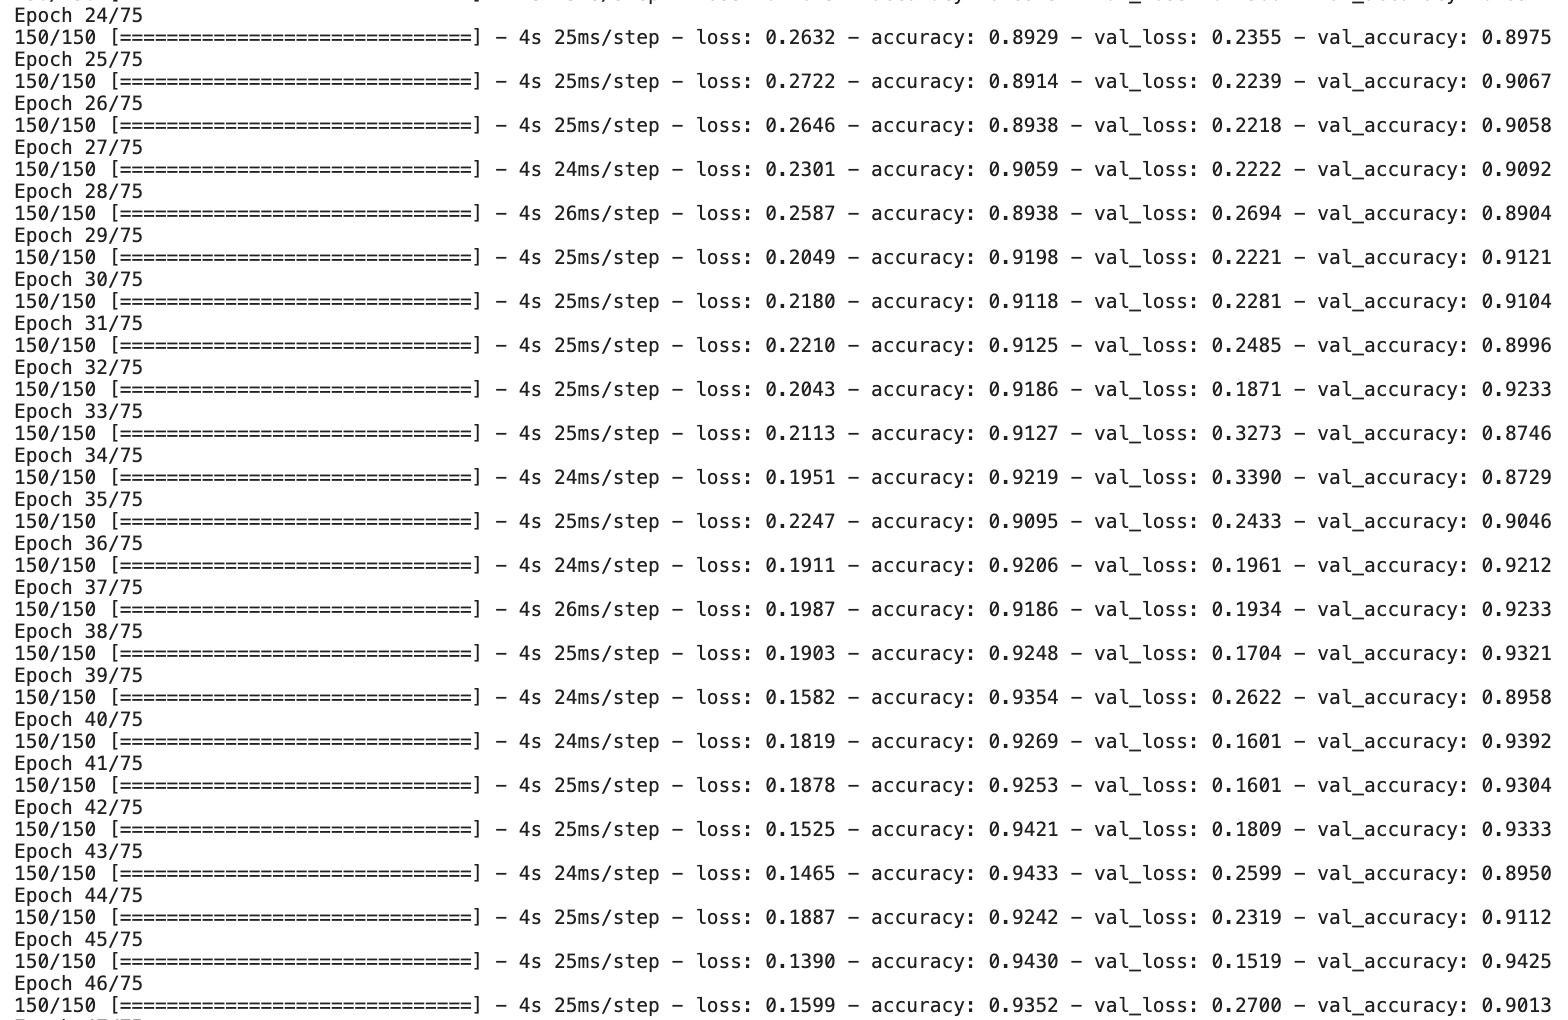 Epoch 24/75
150/150 [==============================] - 4s 25ms/step - loss: 0.2632 - accuracy: 0.8929 - val_loss: 0.2355 - val_accuracy: 0.8975
Epoch 25/75
150/150 [==============================] - 4s 25ms/step - loss: 0.2722 - accuracy: 0.8914 - val_loss: 0.2239 - val_accuracy: 0.9067
Epoch 26/75
150/150 [==============================] - 4s 25ms/step - loss: 0.2646 - accuracy: 0.8938 - val_loss: 0.2218 - val_accuracy: 0.9058
Epoch 27/75
150/150 [==============================] - 4s 24ms/step - loss: 0.2301 - accuracy: 0.9059 - val_loss: 0.2222 - val_accuracy: 0.9092
Epoch 28/75
150/150 [==============================] - 4s 26ms/step - loss: 0.2587 - accuracy: 0.8938 - val_loss: 0.2694 - val_accuracy: 0.8904
Epoch 29/75
150/150 [==============================] - 4s 25ms/step - loss: 0.2049 - accuracy: 0.9198 - val_loss: 0.2221 - val_accuracy: 0.9121
Epoch 30/75
150/150 [==============================] - 4s 25ms/step - loss: 0.2180 - accuracy: 0.9118 - val_loss: 0.2281 - val_accuracy: 0.9104
Epoch 31/75
150/150 [==============================] - 4s 25ms/step - loss: 0.2210 - accuracy: 0.9125 - val_loss: 0.2485 - val_accuracy: 0.8996
Epoch 32/75
150/150 [==============================] - 4s 25ms/step - loss: 0.2043 - accuracy: 0.9186 - val_loss: 0.1871 - val_accuracy: 0.9233
Epoch 33/75
150/150 [==============================] - 4s 25ms/step - loss: 0.2113 - accuracy: 0.9127 - val_loss: 0.3273 - val_accuracy: 0.8746
Epoch 34/75
150/150 [==============================] - 4s 24ms/step - loss: 0.1951 - accuracy: 0.9219 - val_loss: 0.3390 - val_accuracy: 0.8729
Epoch 35/75
150/150 [==============================] - 4s 25ms/step - loss: 0.2247 - accuracy: 0.9095 - val_loss: 0.2433 - val_accuracy: 0.9046
Epoch 36/75
150/150 [==============================] - 4s 24ms/step - loss: 0.1911 - accuracy: 0.9206 - val_loss: 0.1961 - val_accuracy: 0.9212
Epoch 37/75
150/150 [==============================] - 4s 26ms/step - loss: 0.1987 - accuracy: 0.9186 - val_loss: 0.1934 - val_accuracy: 0.9233
Epoch 38/75
150/150 [==============================] - 4s 25ms/step - loss: 0.1903 - accuracy: 0.9248 - val_loss: 0.1704 - val_accuracy: 0.9321
Epoch 39/75
150/150 [==============================] - 4s 24ms/step - loss: 0.1582 - accuracy: 0.9354 - val_loss: 0.2622 - val_accuracy: 0.8958
Epoch 40/75
150/150 [==============================] - 4s 24ms/step - loss: 0.1819 - accuracy: 0.9269 - val_loss: 0.1601 - val_accuracy: 0.9392
Epoch 41/75
150/150 [==============================] - 4s 25ms/step - loss: 0.1878 - accuracy: 0.9253 - val_loss: 0.1601 - val_accuracy: 0.9304
Epoch 42/75
150/150 [==============================] - 4s 25ms/step - loss: 0.1525 - accuracy: 0.9421 - val_loss: 0.1809 - val_accuracy: 0.9333
Epoch 43/75
150/150 [==============================] - 4s 24ms/step - loss: 0.1465 - accuracy: 0.9433 - val_loss: 0.2599 - val_accuracy: 0.8950
Epoch 44/75
150/150 [==============================] - 4s 25ms/step - loss: 0.1887 - accuracy: 0.9242 - val_loss: 0.2319 - val_accuracy: 0.9112
Epoch 45/75
150/150 [==============================] - 4s 25ms/step - loss: 0.1390 - accuracy: 0.9430 - val_loss: 0.1519 - val_accuracy: 0.9425
Epoch 46/75
150/150 [==============================] - 4s 25ms/step - loss: 0.1599 - accuracy: 0.9352 - val_loss: 0.2700 - val_accuracy: 0.9013